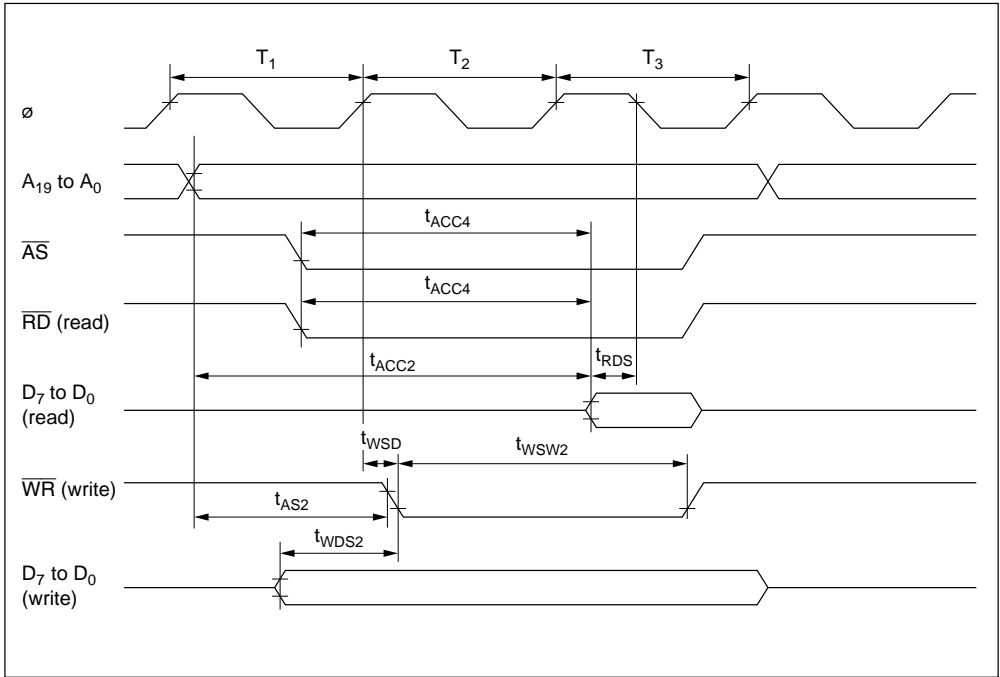 T1 T2 T3
ø
A19 to A0
tACC4
AS
tACC4
RD (read)
tACC2 tRDS
D7 to D0
(read)
tWSD tWSW2
WR (write)
tAS2
tWDS2
D7 to D0
(write)